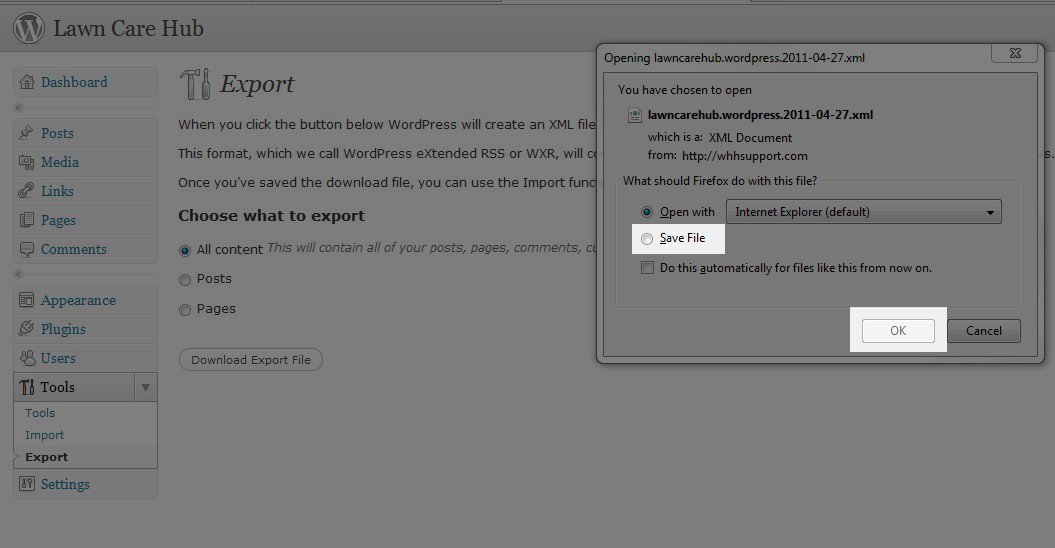 Lawn Care Hub
Dashboard
Posts
Media
Links
Pages
Comments
Appearance
Plugins
Users
Tools
Tools
Import
Export
Settings
Export
When you click the button below WordPress will create an XML file
This format, which we call WordPress eXtended RSS or WXR, will co
s.
Once you've saved the download file, you can use the Import func
Choose what to export
All content This will contain all of your posts, pages, comments, cu
Posts
Pages
Download Export File
Opening lawncarehub.wordpress.2011-04-27.xml
You have chosen to open
lawncarehub.wordpress.2011-04-27.xml
which is a: XML Document
from: http://whhsupport.com
What should Firefox do with this file?
Open with Internet Explorer (default)
Save File
Do this automatically for files like this from now on.
OK Cancel